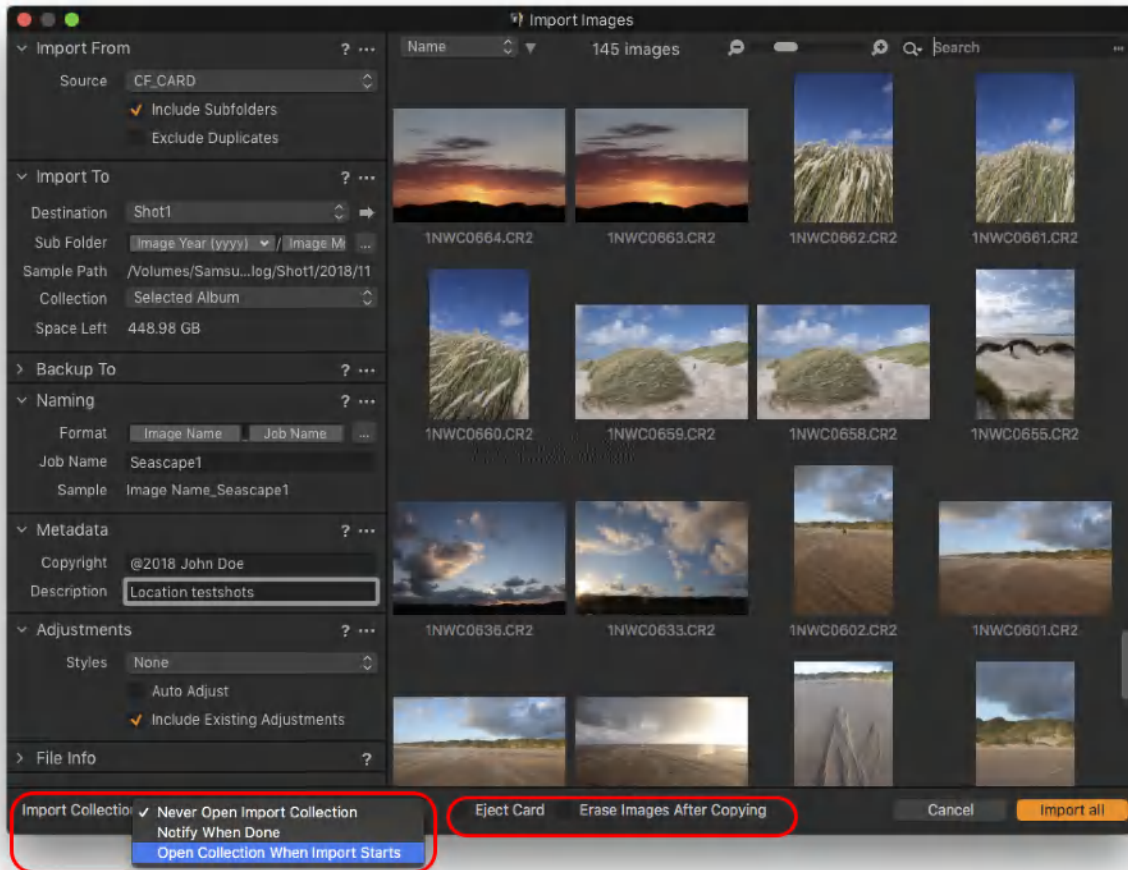 Import Images
Import From ? ...
Source CF_CARD
Include Subfolders
Exclude Duplicates
Import To ? ...
Destination Shot1
Sub Folder Image Year (yyyy) / Image M ...
Sample Path /Volumes/Samsu...log/Shot1/2018/11
Collection Selected Album
Space Left 448.98 GB
Backup To ? ...
Naming ? ...
Format Image Name _ Job Name ...
Job Name Seascape1
Sample Image Name_Seascape1
Metadata ? ...
Copyright @2018 John Doe
Description Location testshots
Adjustments ? ...
Styles None
Auto Adjust
Include Existing Adjustments
File Info ?
Name 145 images Search ...
1NWC0664.CR2 1NWC0663.CR2 1NWC0662.CR2 1NWC0661.CR2
1NWC0660.CR2 1NWC0659.CR2 1NWC0658.CR2 1NWC0655.CR2
1NWC0636.CR2 1NWC0633.CR2 1NWC0602.CR2 1NWC0601.CR2
Import Collectio Never Open Import Collection
Notify When Done
Open Collection When Import Starts
Eject Card Erase Images After Copying Cancel Import all